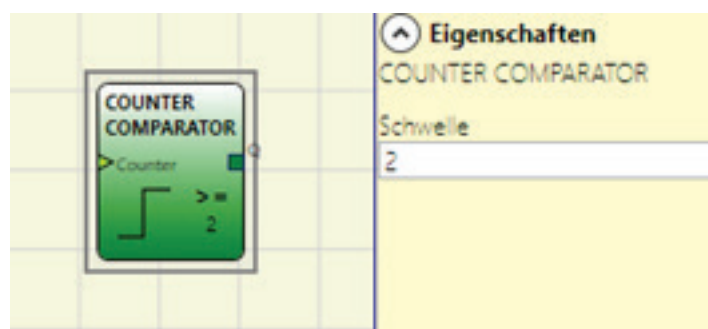 COUNTER
COMPARATOR
Counter
Q
>=
2
Eigenschaften
COUNTER COMPARATOR
Schwelle
2